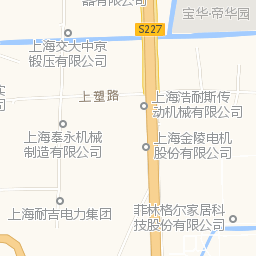 器有限公司
宝华·帝华园
S227
上海交大中京
锻压有限公司
上塑路
上海浩耐斯传
动机械有限公司
上海泰永机械
制造有限公司
上海金陵电机
股份有限公司
上海耐吉电力集团
菲林格尔家居科
技股份有限公司